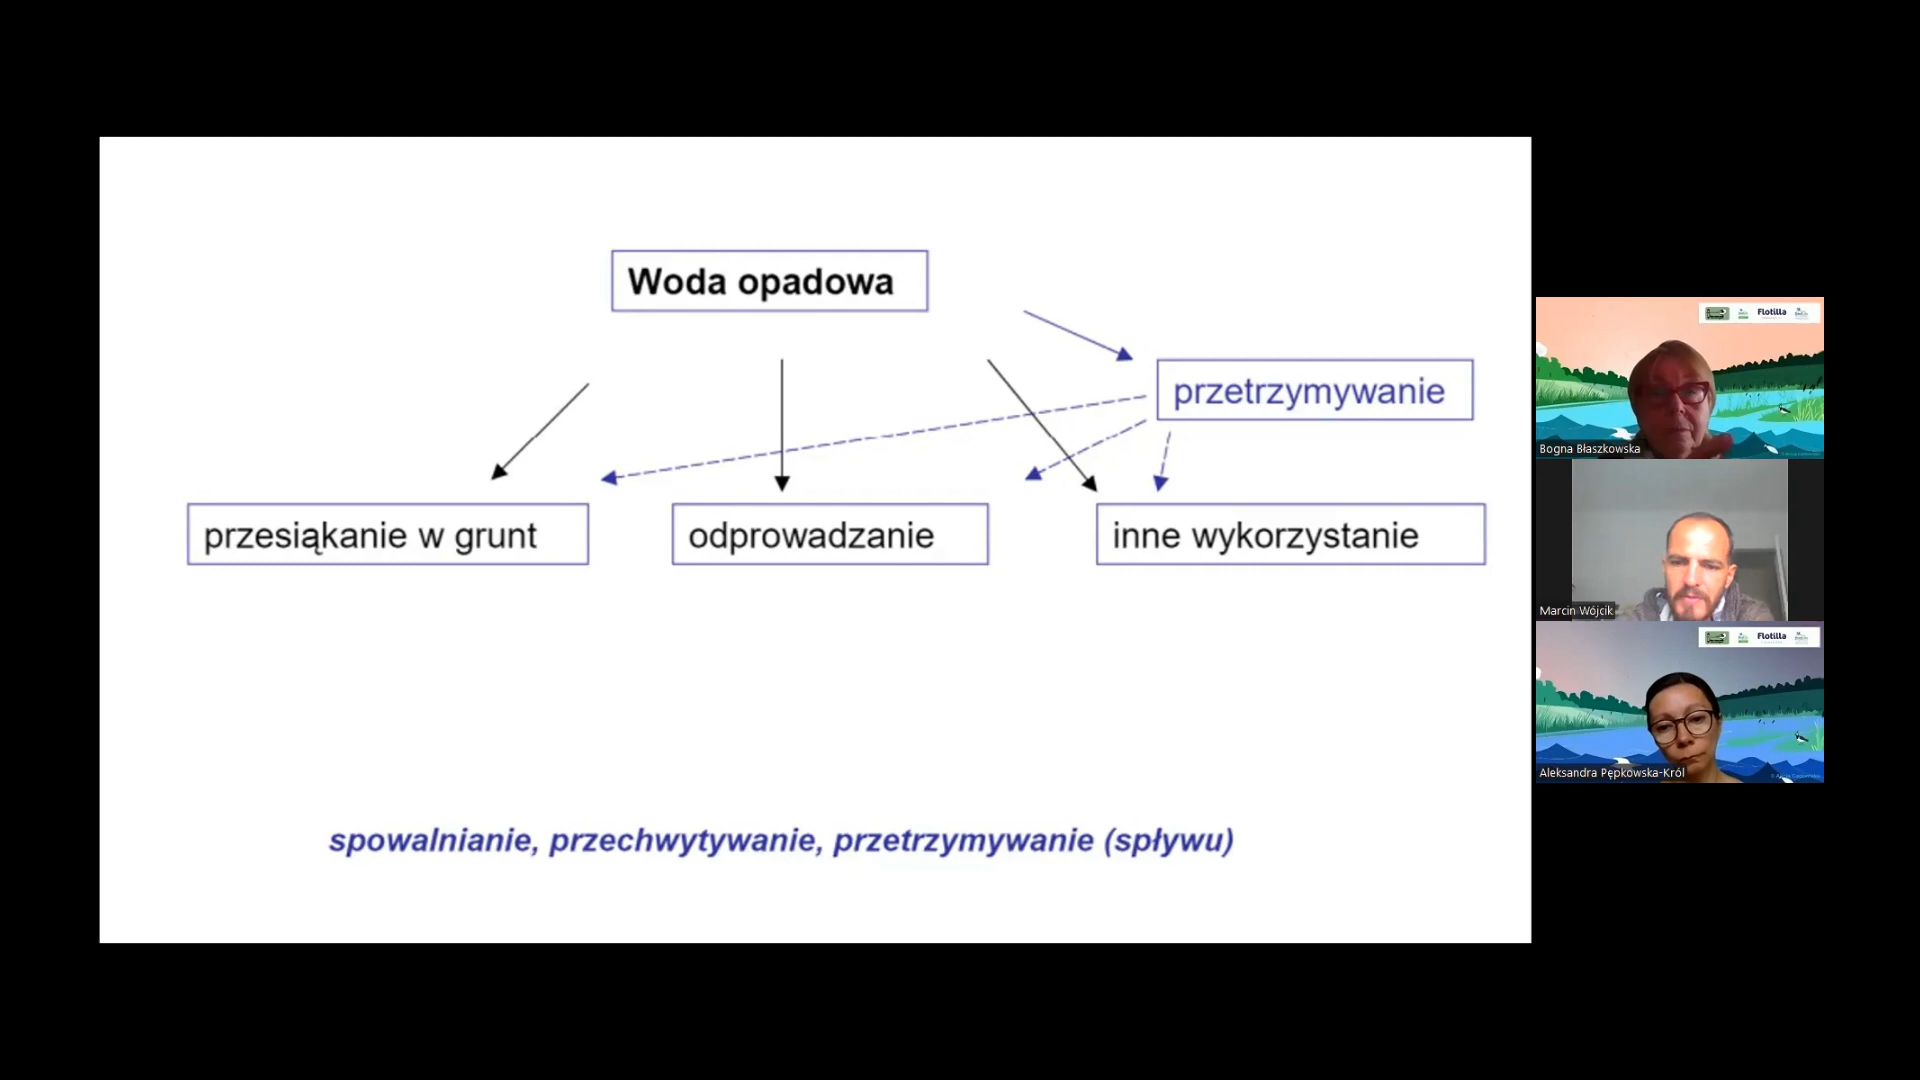 Woda opadowa
przetrzymywanie
przesiąkanie w grunt
odprowadzanie
inne wykorzystanie
spowalnianie, przechwytywanie, przetrzymywanie (spływu)
Flotilla
Bogna Błaszkowska
Marcin Wójcik
Flotilla
Aleksandra Pępkowska-Król